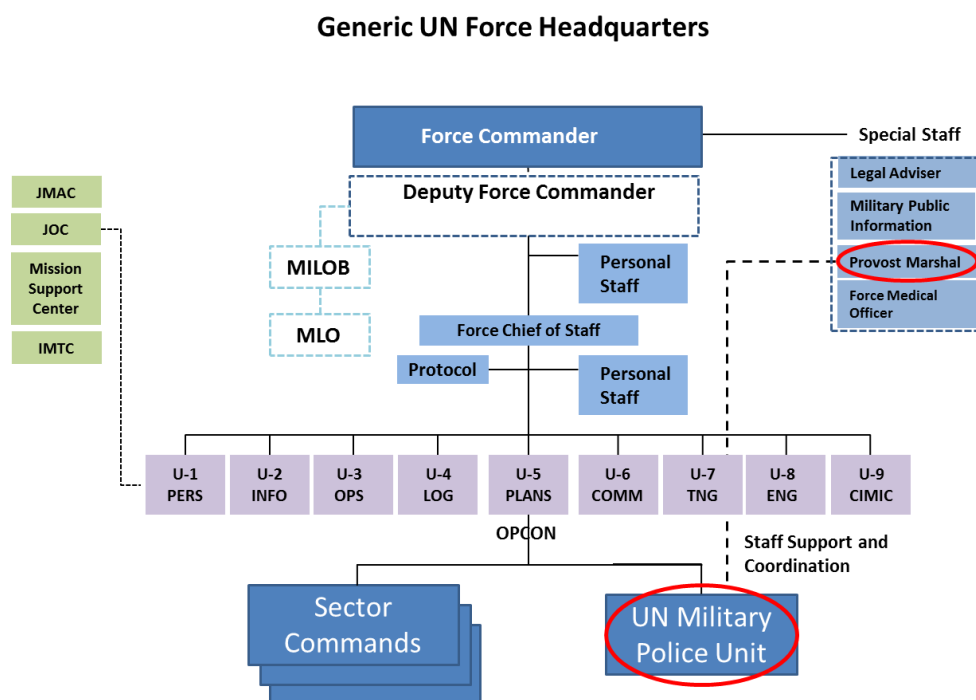 Generic UN Force Headquarters
Force Commander
Special Staff
Deputy Force Commander
Legal Adviser
Military Public
Information
Provost Marshal
Force Medical
Officer
JMAC
JOC
Mission
Support
Center
IMTC
MILOB
MLO
Personal
Staff
Force Chief of Staff
Protocol
Personal
Staff
U-1
PERS
U-2
INFO
U-3
OPS
U-4
LOG
U-5
PLANS
U-6
COMM
U-7
TNG
U-8
ENG
U-9
CIMIC
OPCON
Staff Support and
Coordination
Sector
Commands
UN Military
Police Unit